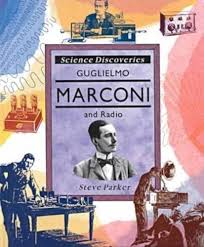 Science Discoveries
GUGLIELMO
MARCONI
and Radio
Steve Parker